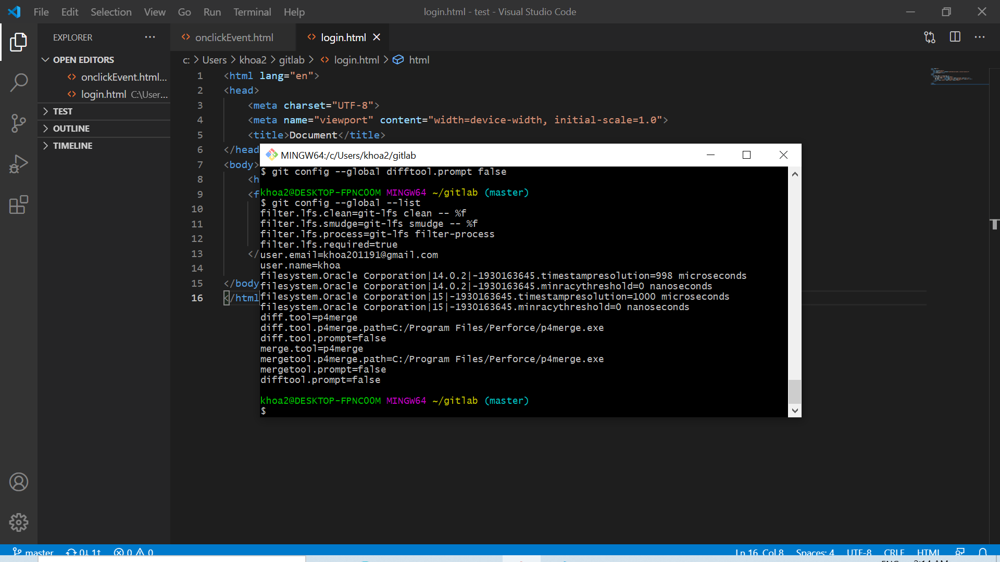 File Edit Selection View Go Run Terminal Help
login.html - test - Visual Studio Code
EXPLORER
OPEN EDITORS
onclickEvent.html...
login.html C:\User...
TEST
OUTLINE
TIMELINE
onclickEvent.html
login.html
c: > Users > khoa2 > gitlab > login.html > html
1 <html lang="en">
2 <head>
3 <meta charset="UTF-8">
4 <meta name="viewport" content="width=device-width, initial-scale=1.0">
5 <title>Document</title>
6 </head
7 <body>
8 <h
9 <f
10
11
12
13 </
14
15 </body
16 </html
MINGW64:/c/Users/khoa2/gitlab
$ git config --global difftool.prompt false
khoa2@DESKTOP-FPNC00M MINGW64 ~/gitlab (master)
$ git config --global --list
filter.lfs.clean=git-lfs clean -- %f
filter.lfs.smudge=git-lfs smudge -- %f
filter.lfs.process=git-lfs filter-process
filter.lfs.required=true
user.email=khoa201191@gmail.com
user.name=khoa
filesystem.Oracle Corporation|14.0.2|-1930163645.timestampresolution=998 microseconds
filesystem.Oracle Corporation|14.0.2|-1930163645.minracythreshold=0 nanoseconds
filesystem.Oracle Corporation|15|-1930163645.timestampresolution=1000 microseconds
filesystem.Oracle Corporation|15|-1930163645.minracythreshold=0 nanoseconds
diff.tool=p4merge
diff.tool.p4merge.path=C:/Program Files/Perforce/p4merge.exe
diff.tool.prompt=false
merge.tool=p4merge
mergetool.p4merge.path=C:/Program Files/Perforce/p4merge.exe
mergetool.prompt=false
difftool.prompt=false
khoa2@DESKTOP-FPNC00M MINGW64 ~/gitlab (master)
$
master 0↓ 1↑ 0 0
Ln 16, Col 8 Spaces: 4 UTF-8 CRLF HTML